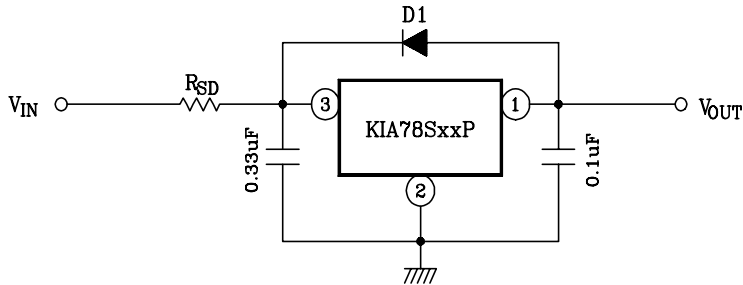 D1
RSD
VIN
3
KIA78SxxP
1
VOUT
0.33uF
0.1uF
2